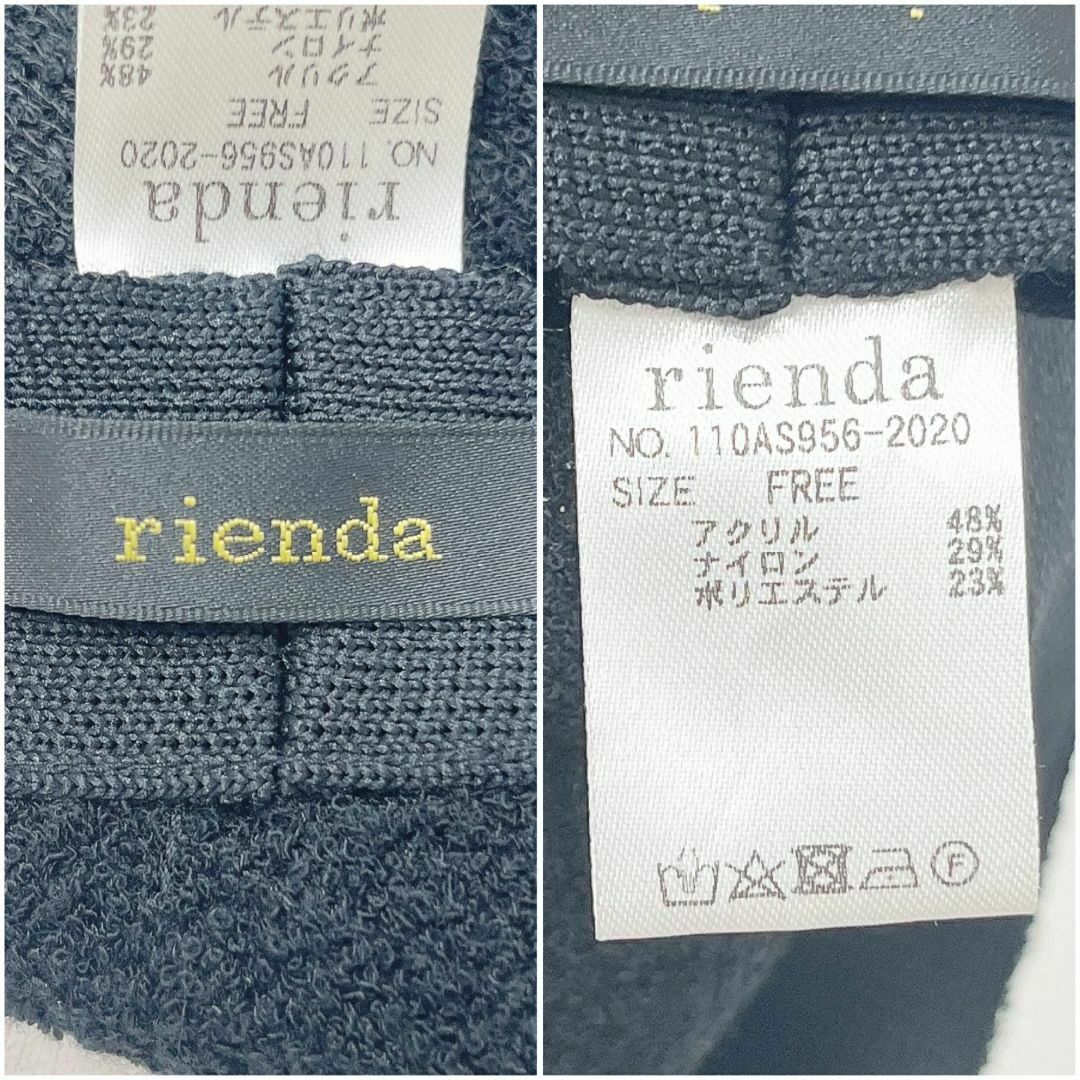 rienda
NO. 110AS956-2020
SIZE FREE
アクリル 48%
ナイロン 29%
ポリエステル 23%
rienda
rienda
NO. 110AS956-2020
SIZE FREE
アクリル 48%
ナイロン 29%
ポリエステル 23%
F